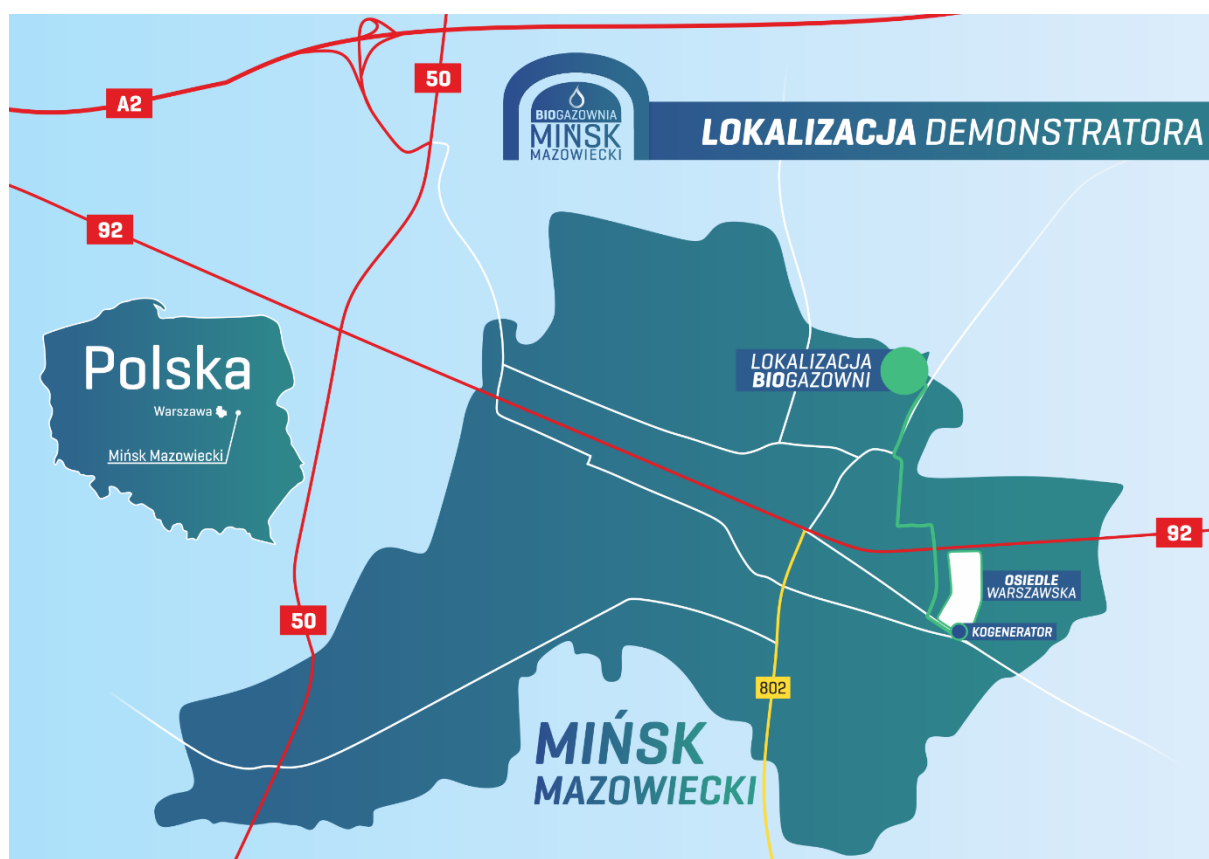 A2
50
BIOGAZOWNIA
MIŃSK
MAZOWIECKI
LOKALIZACJA DEMONSTRATORA
92
Polska
Warszawa
Mińsk Mazowiecki
LOKALIZACJA
BIOGAZOWNI
92
OSIEDLE
WARSZAWSKA
KOGENERATOR
50
802
MIŃSK
MAZOWIECKI